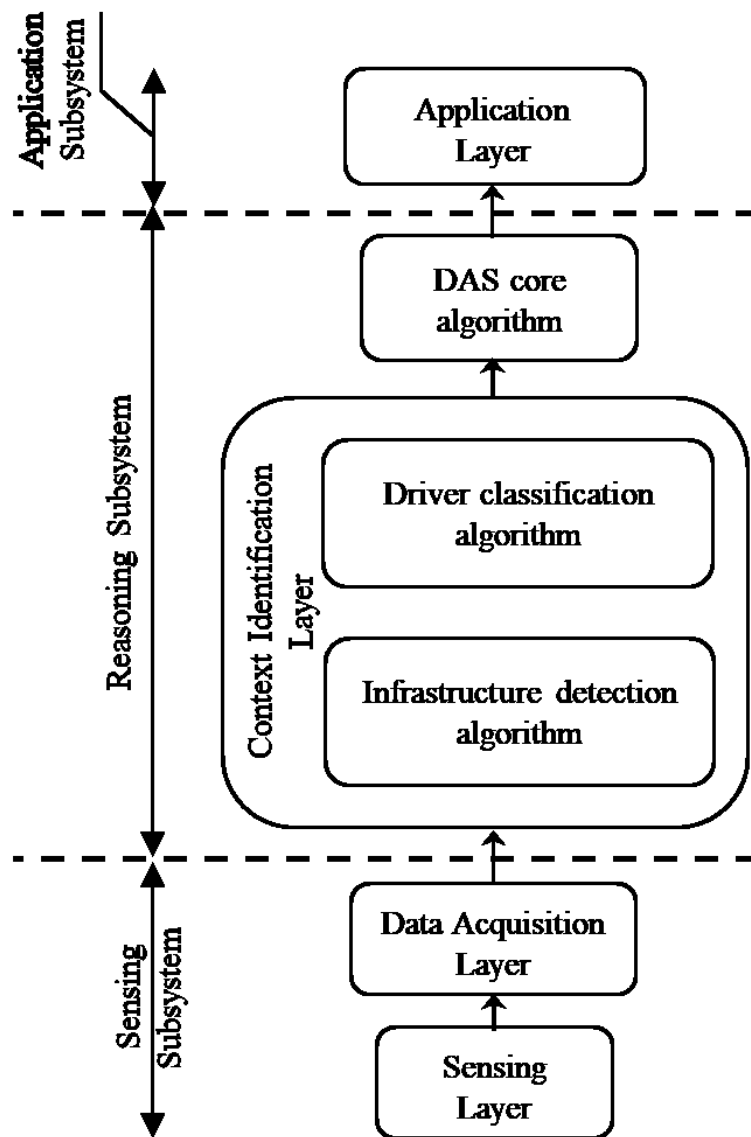 Application
Subsystem
Application
Layer
DAS core
algorithm
Reasoning Subsystem
Context Identification
Layer
Driver classification
algorithm
Infrastructure detection
algorithm
Sensing
Subsystem
Data Acquisition
Layer
Sensing
Layer